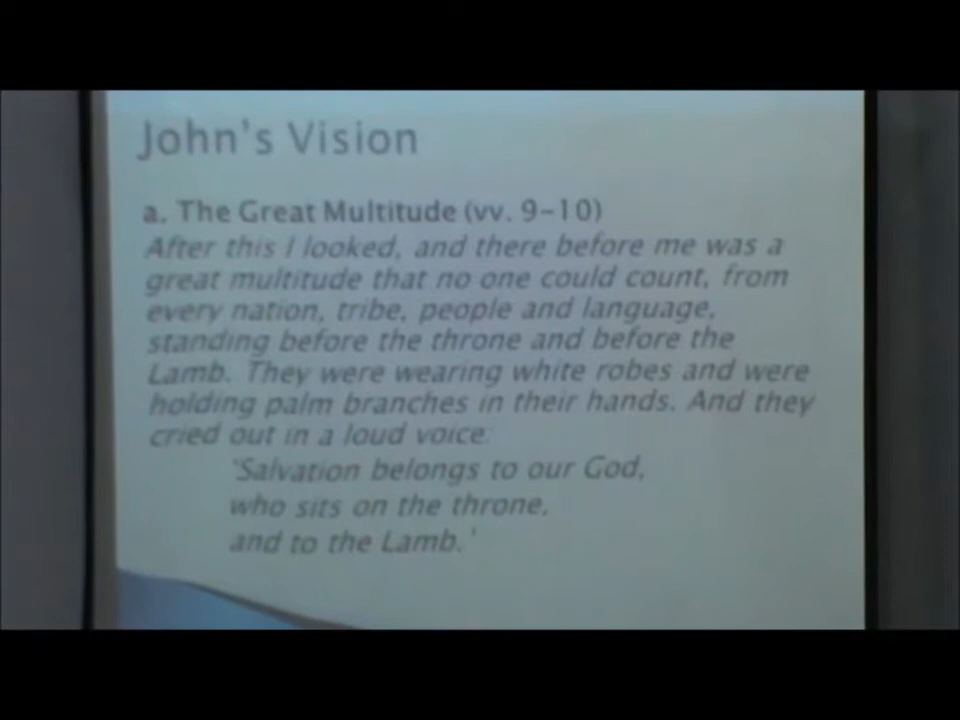 John's Vision
a. The Great Multitude (vv. 9-10)
After this I looked, and there before me was a
great multitude that no one could count, from
every nation, tribe, people and language,
standing before the throne and before the
Lamb. They were wearing white robes and were
holding palm branches in their hands. And they
cried out in a loud voice:
'Salvation belongs to our God,
who sits on the throne,
and to the Lamb.'